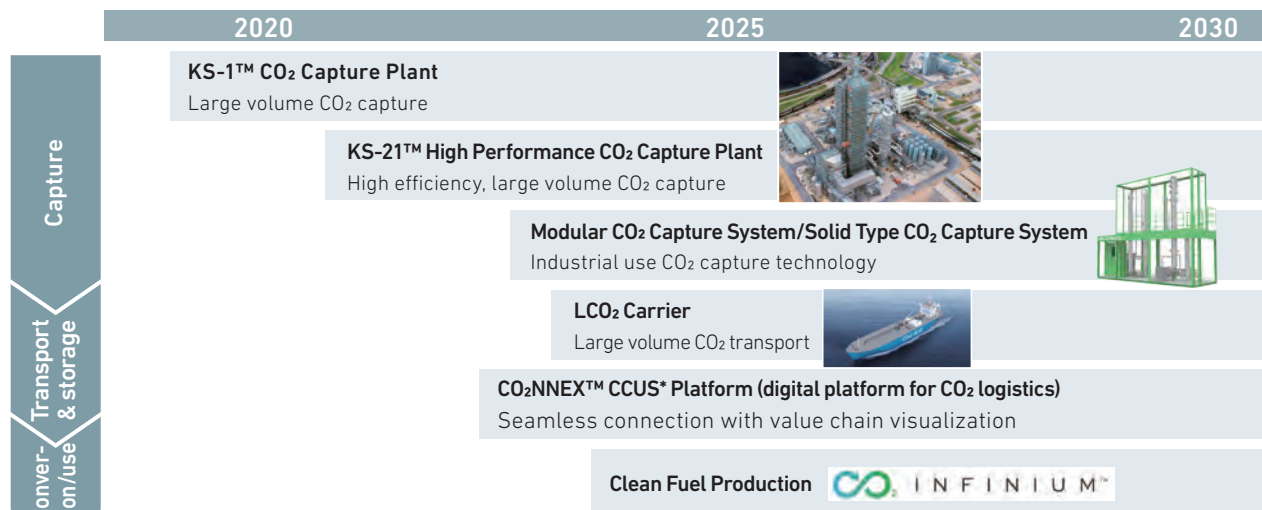 2020 2025 2030
Capture
KS-1™ CO₂ Capture Plant
Large volume CO₂ capture
KS-21™ High Performance CO₂ Capture Plant
High efficiency, large volume CO₂ capture
Modular CO₂ Capture System/Solid Type CO₂ Capture System
Industrial use CO₂ capture technology
Transport
& storage
LCO₂ Carrier
Large volume CO₂ transport
CO₂NNEX™ CCUS* Platform (digital platform for CO₂ logistics)
Seamless connection with value chain visualization
onver-
on/use
Clean Fuel Production
CO₂ INFINIUM™